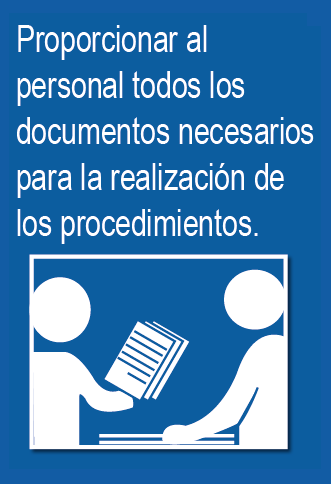 Proporcionar al
personal todos los
documentos necesarios
para la realización de
los procedimientos.